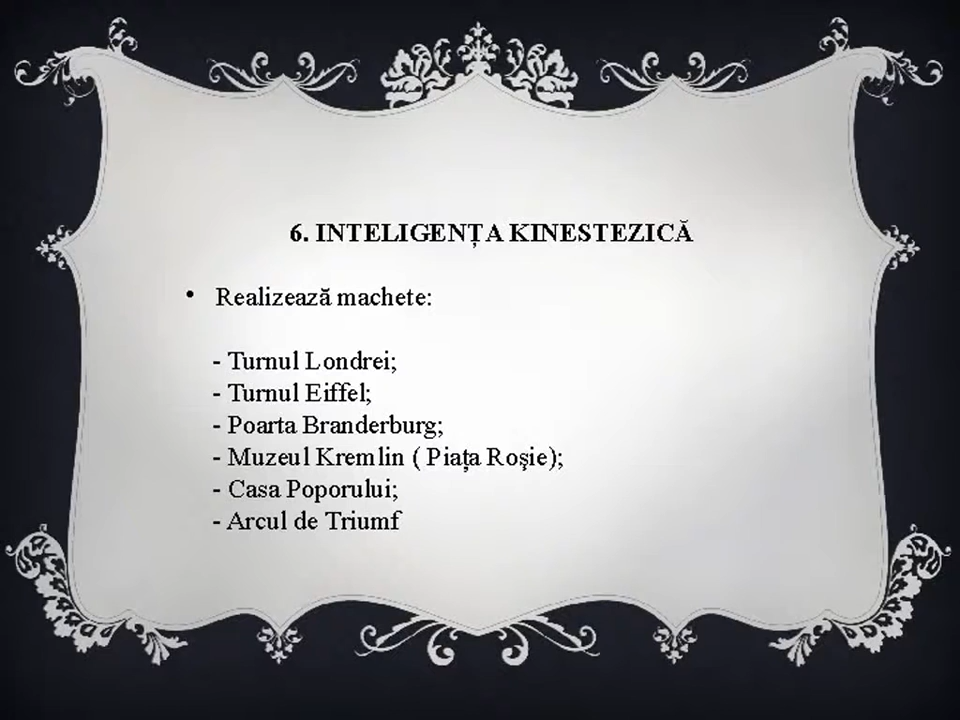 6. INTELIGENȚA KINESTEZICĂ
• Realizează machete:
- Turnul Londrei;
- Turnul Eiffel;
- Poarta Branderburg;
- Muzeul Kremlin ( Piața Roşie);
- Casa Poporului;
- Arcul de Triumf